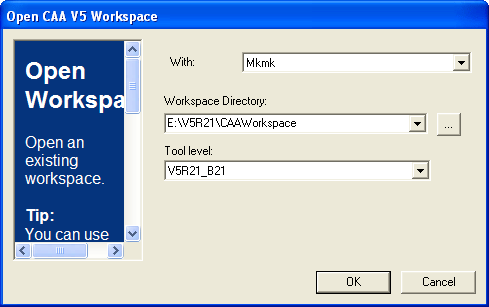 Open CAA V5 Workspace
Open
Workspa
Open an
existing
workspace.
Tip:
You can use
With:
Mkmk
Workspace Directory:
E:\V5R21\CAAWorkspace
...
Tool level:
V5R21_B21
OK
Cancel